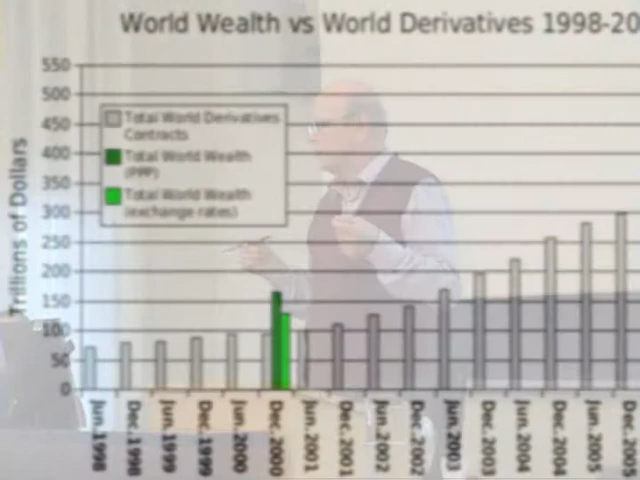 World Wealth vs World Derivatives 1998-20
550
500
450
400
350
300
250
200
150
100
50
0
Trillions of Dollars
Total World Derivatives
Contracts
Total World Wealth
(PPP)
Total World Wealth
(exchange rates)
Jun.1998
Dec.1998
Jun.1999
Dec.1999
Jun.2000
Dec.2000
Jun.2001
Dec.2001
Jun.2002
Dec.2002
Jun.2003
Dec.2003
Jun.2004
Dec.2004
Jun.2005
Dec.2005